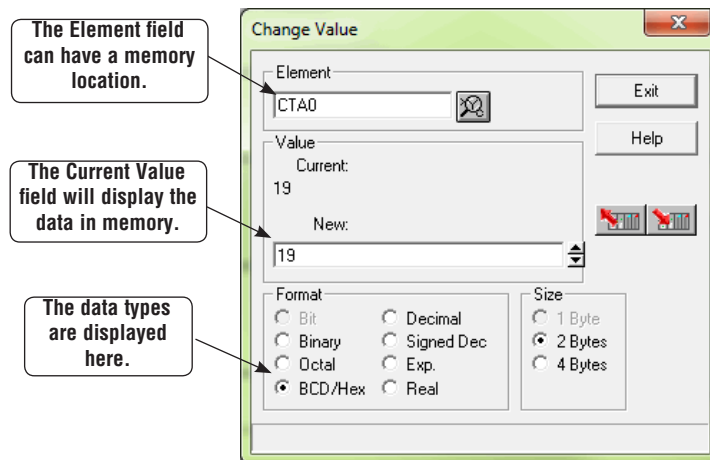 The Element field
can have a memory
location.
The Current Value
field will display the
data in memory.
The data types
are displayed
here.
Change Value
x
Element
CTA0
Exit
Help
Value
Current:
19
New:
19
Format
Bit
Decimal
Binary
Signed Dec
Octal
Exp.
BCD/Hex
Real
Size
1 Byte
2 Bytes
4 Bytes